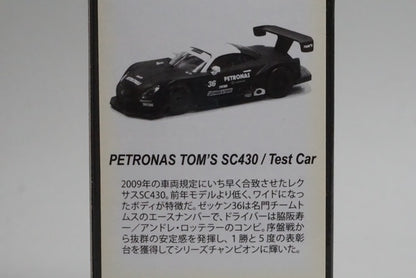 TOM'S
36
PETRONAS
PETRONAS TOM'S SC430 / Test Car
2009年の車両規定にいち早く合致させたレク
サスSC430。前年モデルより低く、ワイドになっ
たボディが特徴だ。ゼッケン36は名門チームト
ムスのエースナンバーで、ドライバーは脇阪寿
一／アンドレ・ロッテラーのコンビ。序盤戦か
ら抜群の安定感を発揮し、1勝と5度の表彰
台を獲得してシリーズチャンピオンに輝いた。